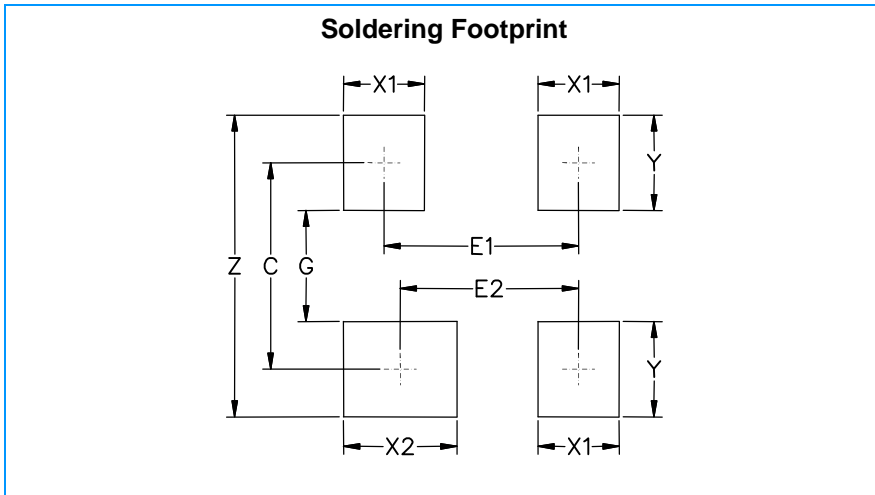 Soldering Footprint
X1 X1
Y
E1
Z C G
E2
Y
X2 X1